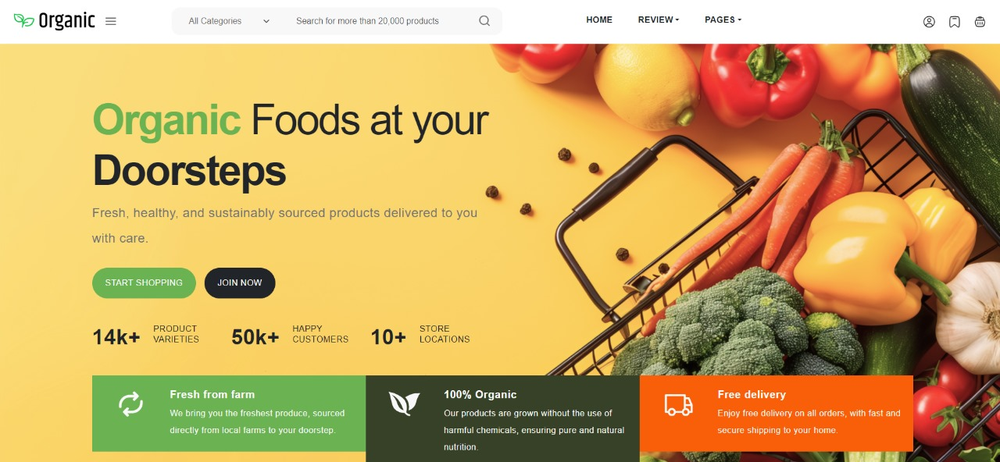 Organic
All Categories
Search for more than 20,000 products
HOME
REVIEW
PAGES
Organic Foods at your
Doorsteps
Fresh, healthy, and sustainably sourced products delivered to you
with care.
START SHOPPING
JOIN NOW
14k+
PRODUCT
VARIETIES
50k+
HAPPY
CUSTOMERS
10+
STORE
LOCATIONS
Fresh from farm
We bring you the freshest produce, sourced
directly from local farms to your doorstep.
100% Organic
Our products are grown without the use of
harmful chemicals, ensuring pure and natural
nutrition.
Free delivery
Enjoy free delivery on all orders, with fast and
secure shipping to your home.